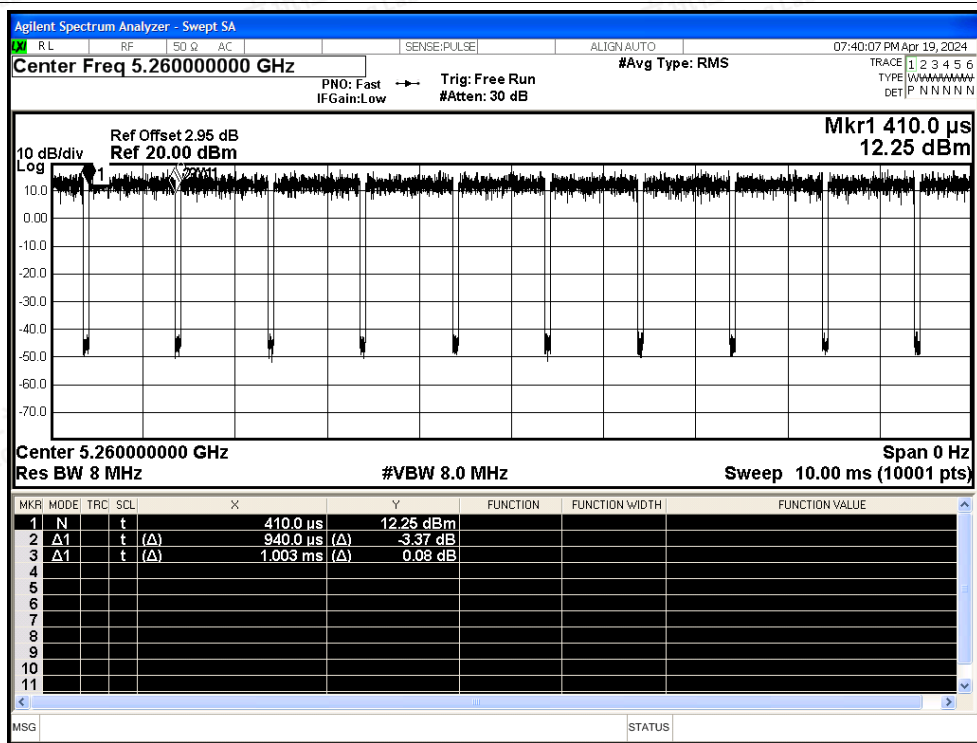 Agilent Spectrum Analyzer - Swept SA
LXI RL RF 50 Ω AC SENSE:PULSE ALIGN AUTO 07:40:07 PM Apr 19, 2024
Center Freq 5.260000000 GHz #Avg Type: RMS TRACE 1 2 3 4 5 6
PNO: Fast Trig: Free Run TYPE WWWWWW
IFGain:Low #Atten: 30 dB DET P N N N N N
Mkr1 410.0 µs
Ref Offset 2.95 dB
10 dB/div Ref 20.00 dBm 12.25 dBm
Log
1
10.0
0.00
-10.0
-20.0
-30.0
-40.0
-50.0
-60.0
-70.0
Center 5.260000000 GHz Span 0 Hz
Res BW 8 MHz #VBW 8.0 MHz Sweep 10.00 ms (10001 pts)
MKR MODE TRC SCL X Y FUNCTION FUNCTION WIDTH FUNCTION VALUE
1 N t 410.0 µs 12.25 dBm
2 Δ1 t (Δ) 940.0 µs (Δ) -3.37 dB
3 Δ1 t (Δ) 1.003 ms (Δ) 0.08 dB
4
5
6
7
8
9
10
11
MSG STATUS